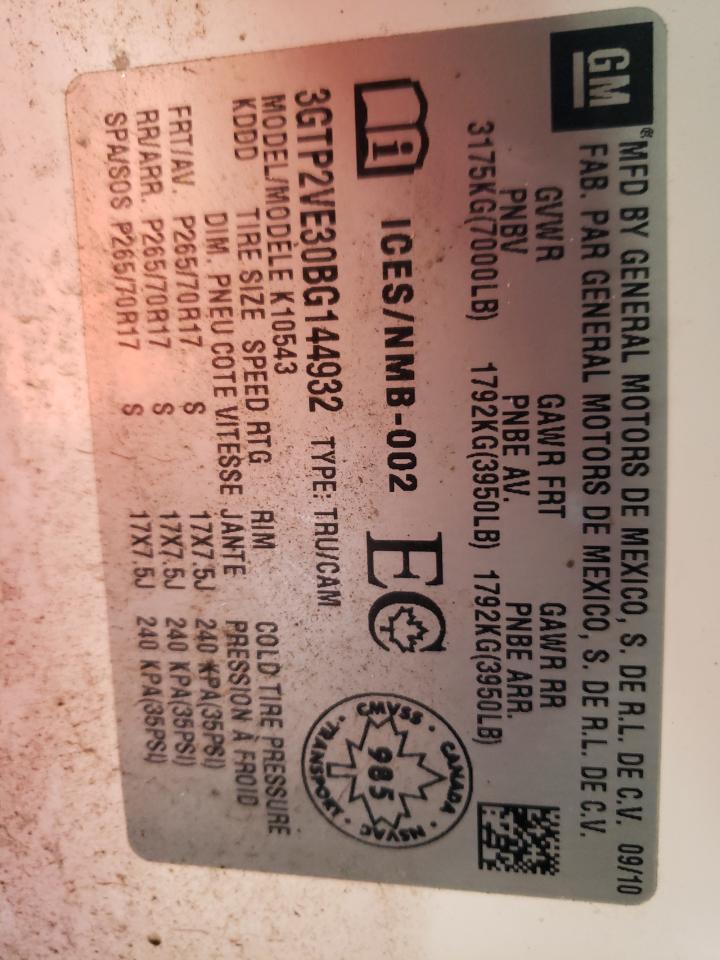 GM
MFD BY GENERAL MOTORS DE MEXICO, S. DE R.L. DE C.V. 09/10
FAB. PAR GENERAL MOTORS DE MEXICO, S. DE R.L. DE C.V.
GVWR GAWR FRT GAWR RR
PNBV PNBE AV. PNBE ARR.
3175KG(7000LB) 1792KG(3950LB) 1792KG(3950LB)
i ICES/NMB-002 EC
CMVSS · CANADA · NSVAC · TRANSPORT ·
985
3GTP2VE30BG144932 TYPE: TRU/CAM
MODEL/MODÈLE K10543
KDDD TIRE SIZE SPEED RTG RIM COLD TIRE PRESSURE
DIM. PNEU COTE VITESSE JANTE PRESSION À FROID
FRT/AV. P265/70R17 S 17X7.5J 240 KPA(35PSI)
RR/ARR. P265/70R17 S 17X7.5J 240 KPA(35PSI)
SPA/SOS P265/70R17 S 17X7.5J 240 KPA(35PSI)